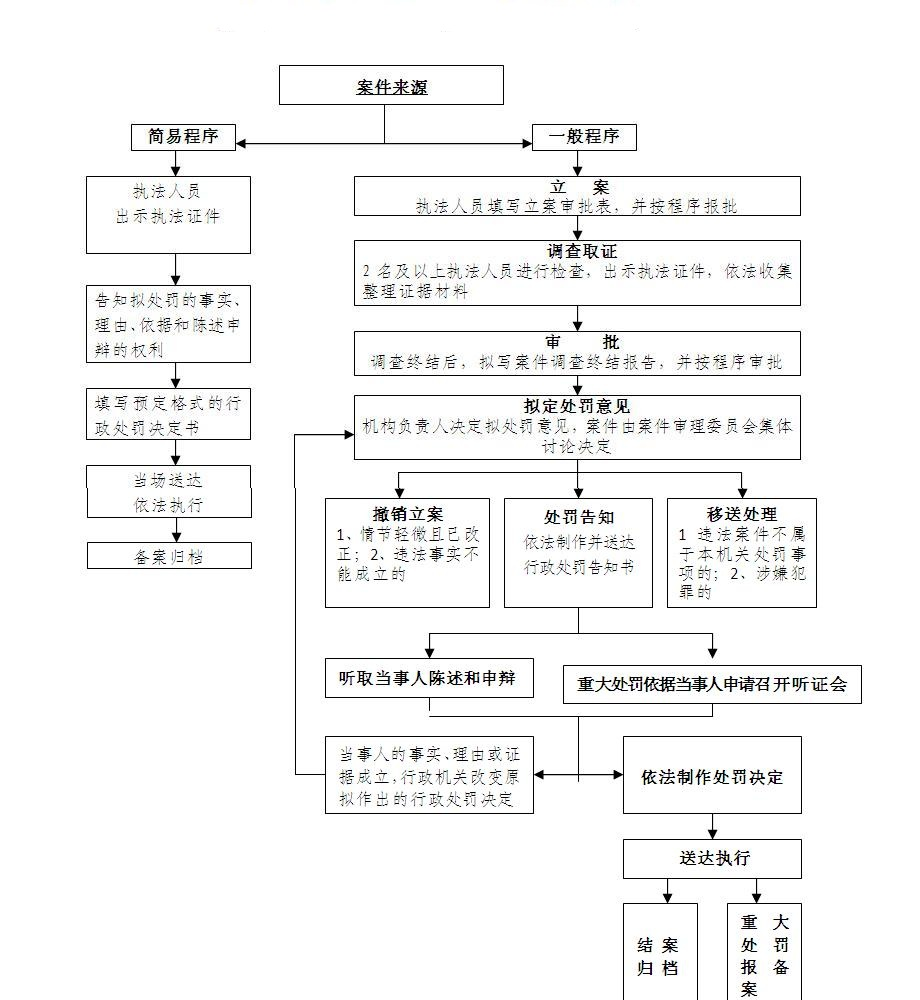 案件来源
简易程序
一般程序
执法人员
出示执法证件
告知拟处罚的事实、
理由、依据和陈述申
辩的权利
填写预定格式的行
政处罚决定书
当场送达
依法执行
备案归档
立 案
执法人员填写立案审批表，并按程序报批
调查取证
2 名及以上执法人员进行检查，出示执法证件，依法收集
整理证据材料
审 批
调查终结后，拟写案件调查终结报告，并按程序审批
拟定处罚意见
机构负责人决定拟处罚意见，案件由案件审理委员会集体
讨论决定
撤销立案
1、情节轻微且已改
正；2、违法事实不
能成立的
处罚告知
依法制作并送达
行政处罚告知书
移送处理
1 违法案件不属
于本机关处罚事
项的；2、涉嫌犯
罪的
听取当事人陈述和申辩
重大处罚依据当事人申请召开听证会
当事人的事实、理由或证
据成立，行政机关改变原
拟作出的行政处罚决定
依法制作处罚决定
送达执行
结 案
归 档
重 大
处 罚
报 备
案